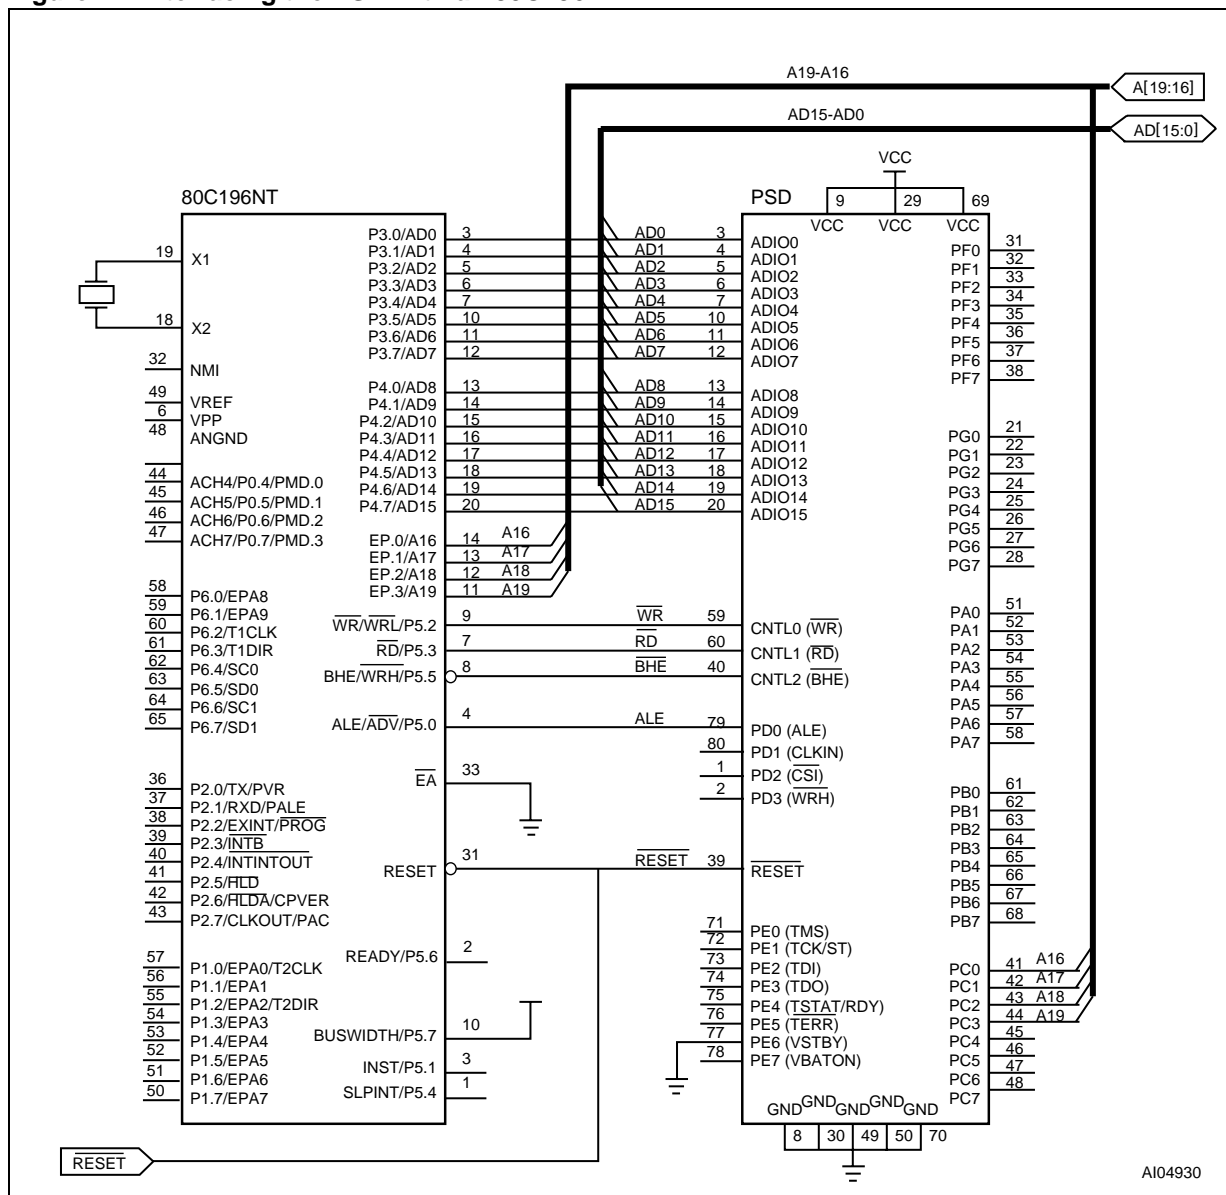 A19-A16
A[19:16]
AD15-AD0
AD[15:0]
VCC
80C196NT
PSD
9 29 69
VCC VCC VCC
19 X1
18 X2
32 NMI
49 VREF
6 VPP
48 ANGND
44 ACH4/P0.4/PMD.0
45 ACH5/P0.5/PMD.1
46 ACH6/P0.6/PMD.2
47 ACH7/P0.7/PMD.3
58 P6.0/EPA8
59 P6.1/EPA9
60 P6.2/T1CLK
61 P6.3/T1DIR
62 P6.4/SC0
63 P6.5/SD0
64 P6.6/SC1
65 P6.7/SD1
36 P2.0/TX/PVR
37 P2.1/RXD/PALE
38 P2.2/EXINT/PROG
39 P2.3/INTB
40 P2.4/INTINTOUT
41 P2.5/HLD
42 P2.6/HLDA/CPVER
43 P2.7/CLKOUT/PAC
57 P1.0/EPA0/T2CLK
56 P1.1/EPA1
55 P1.2/EPA2/T2DIR
54 P1.3/EPA3
53 P1.4/EPA4
52 P1.5/EPA5
51 P1.6/EPA6
50 P1.7/EPA7
P3.0/AD0 3 AD0 3 ADIO0
P3.1/AD1 4 AD1 4 ADIO1
P3.2/AD2 5 AD2 5 ADIO2
P3.3/AD3 6 AD3 6 ADIO3
P3.4/AD4 7 AD4 7 ADIO4
P3.5/AD5 10 AD5 10 ADIO5
P3.6/AD6 11 AD6 11 ADIO6
P3.7/AD7 12 AD7 12 ADIO7
P4.0/AD8 13 AD8 13 ADIO8
P4.1/AD9 14 AD9 14 ADIO9
P4.2/AD10 15 AD10 15 ADIO10
P4.3/AD11 16 AD11 16 ADIO11
P4.4/AD12 17 AD12 17 ADIO12
P4.5/AD13 18 AD13 18 ADIO13
P4.6/AD14 19 AD14 19 ADIO14
P4.7/AD15 20 AD15 20 ADIO15
EP.0/A16 14 A16
EP.1/A17 13 A17
EP.2/A18 12 A18
EP.3/A19 11 A19
WR/WRL/P5.2 9 WR 59 CNTL0 (WR)
RD/P5.3 7 RD 60 CNTL1 (RD)
BHE/WRH/P5.5 8 BHE 40 CNTL2 (BHE)
ALE/ADV/P5.0 4 ALE 79 PD0 (ALE)
80 PD1 (CLKIN)
1 PD2 (CSI)
2 PD3 (WRH)
EA 33
RESET 31 RESET 39 RESET
READY/P5.6 2
BUSWIDTH/P5.7 10
INST/P5.1 3
SLPINT/P5.4 1
71 PE0 (TMS)
72 PE1 (TCK/ST)
73 PE2 (TDI)
74 PE3 (TDO)
75 PE4 (TSTAT/RDY)
76 PE5 (TERR)
77 PE6 (VSTBY)
78 PE7 (VBATON)
PF0 31
PF1 32
PF2 33
PF3 34
PF4 35
PF5 36
PF6 37
PF7 38
PG0 21
PG1 22
PG2 23
PG3 24
PG4 25
PG5 26
PG6 27
PG7 28
PA0 51
PA1 52
PA2 53
PA3 54
PA4 55
PA5 56
PA6 57
PA7 58
PB0 61
PB1 62
PB2 63
PB3 64
PB4 65
PB5 66
PB6 67
PB7 68
PC0 41 A16
PC1 42 A17
PC2 43 A18
PC3 44 A19
PC4 45
PC5 46
PC6 47
PC7 48
GND GND GND GND GND
8 30 49 50 70
RESET
AI04930